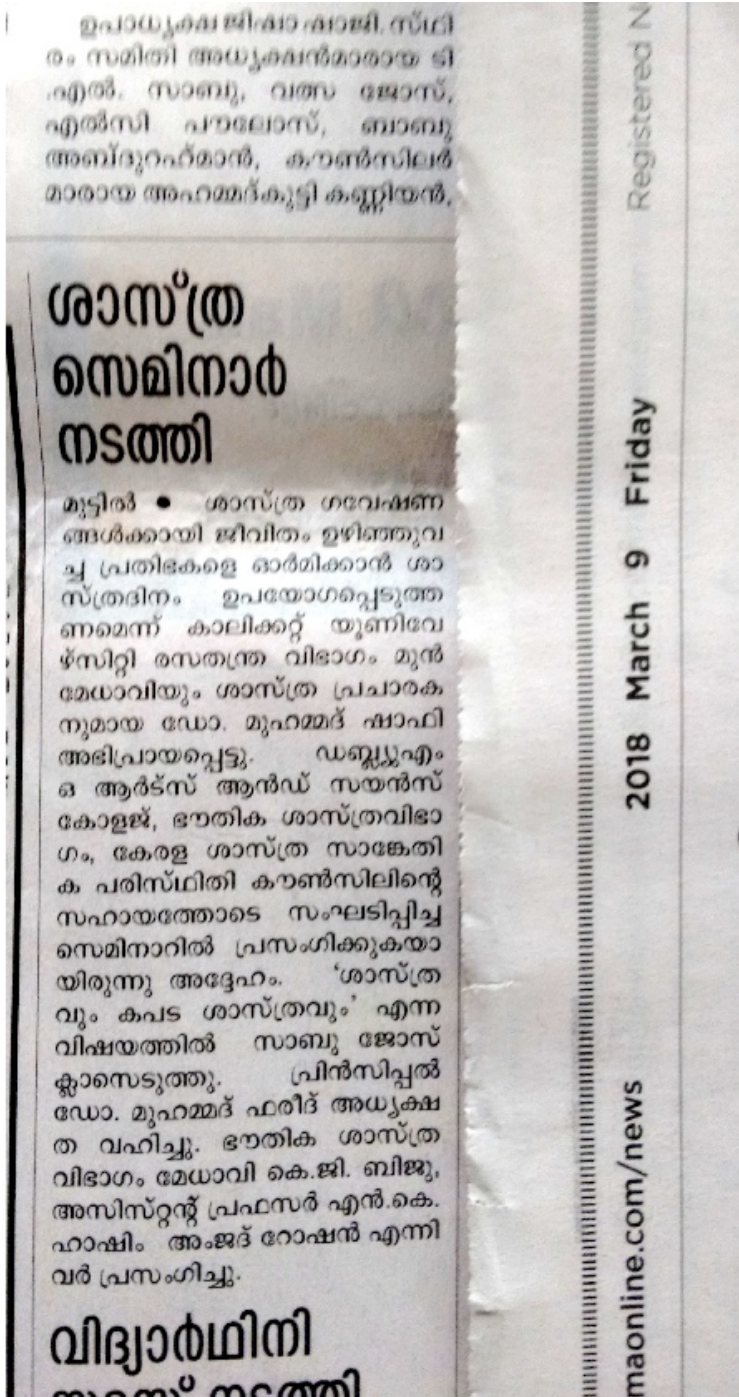 ഉപാധ്യക്ഷ ജിഷാ ഷാജി. സ്ഥി
രം സമിതി അധ്യക്ഷൻമാരായ ടി
.എൽ. സാബു, വത്സ ജോസ്,
എൽസി പൗലോസ്, ബാബു
അബ്ദുറഹ്മാൻ, കൗൺസിലർ
മാരായ അഹമ്മദ്കുട്ടി കണ്ണിയൻ,
ശാസ്ത്ര
സെമിനാർ
നടത്തി
മുട്ടിൽ • ശാസ്ത്ര ഗവേഷണ
ങ്ങൾക്കായി ജീവിതം ഉഴിഞ്ഞുവ
ച്ച പ്രതിഭകളെ ഓർമിക്കാൻ ശാ
സ്ത്രദിനം ഉപയോഗപ്പെടുത്ത
ണമെന്ന് കാലിക്കറ്റ് യൂണിവേ
ഴ്സിറ്റി രസതന്ത്ര വിഭാഗം മുൻ
മേധാവിയും ശാസ്ത്ര പ്രചാരക
നുമായ ഡോ. മുഹമ്മദ് ഷാഫി
അഭിപ്രായപ്പെട്ടു. ഡബ്ല്യുഎം
ഒ ആർട്സ് ആൻഡ് സയൻസ്
കോളജ്, ഭൗതിക ശാസ്ത്രവിഭാ
ഗം, കേരള ശാസ്ത്ര സാങ്കേതി
ക പരിസ്ഥിതി കൗൺസിലിന്റെ
സഹായത്തോടെ സംഘടിപ്പിച്ച
സെമിനാറിൽ പ്രസംഗിക്കുകയാ
യിരുന്നു അദ്ദേഹം. ‘ശാസ്ത്ര
വും കപട ശാസ്ത്രവും’ എന്ന
വിഷയത്തിൽ സാബു ജോസ്
ക്ലാസെടുത്തു. പ്രിൻസിപ്പൽ
ഡോ. മുഹമ്മദ് ഫരീദ് അധ്യക്ഷ
ത വഹിച്ചു. ഭൗതിക ശാസ്ത്ര
വിഭാഗം മേധാവി കെ.ജി. ബിജു,
അസിസ്റ്റന്റ് പ്രഫസർ എൻ.കെ.
ഹാഷിം അംജദ് റോഷൻ എന്നി
വർ പ്രസംഗിച്ചു.
വിദ്യാർഥിനി
നടത്തി
maonline.com/news
2018 March 9 Friday
Registered N